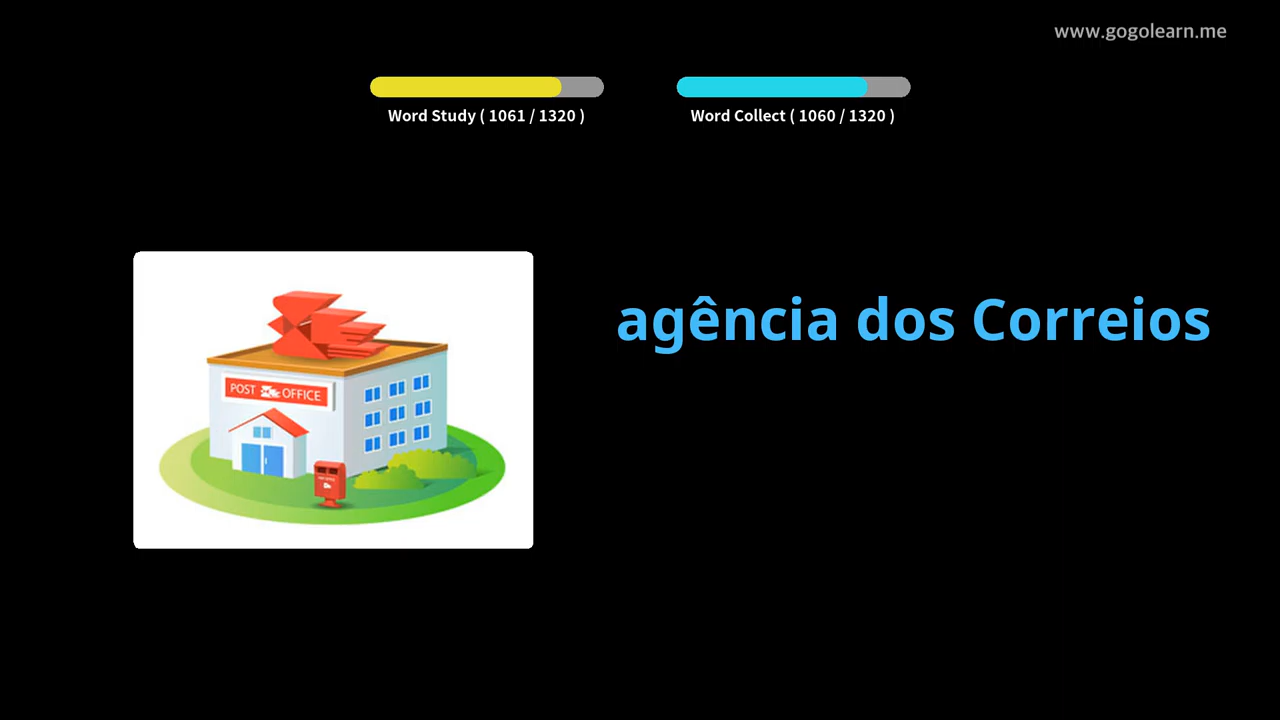 www.gogolearn.me
Word Study ( 1061 / 1320 )
Word Collect ( 1060 / 1320 )
agência dos Correios
POST OFFICE